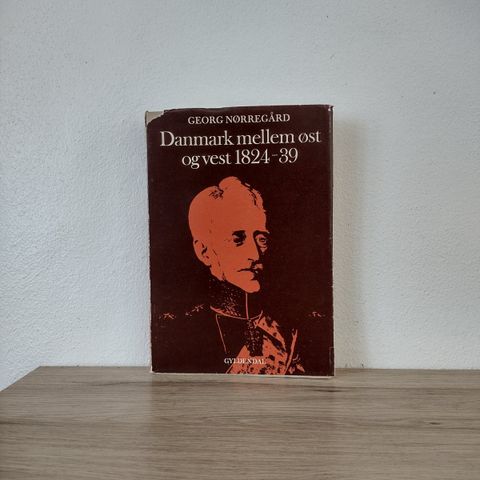 GEORG NØRREGÅRD
Danmark mellem øst
og vest 1824-39
GYLDENDAL